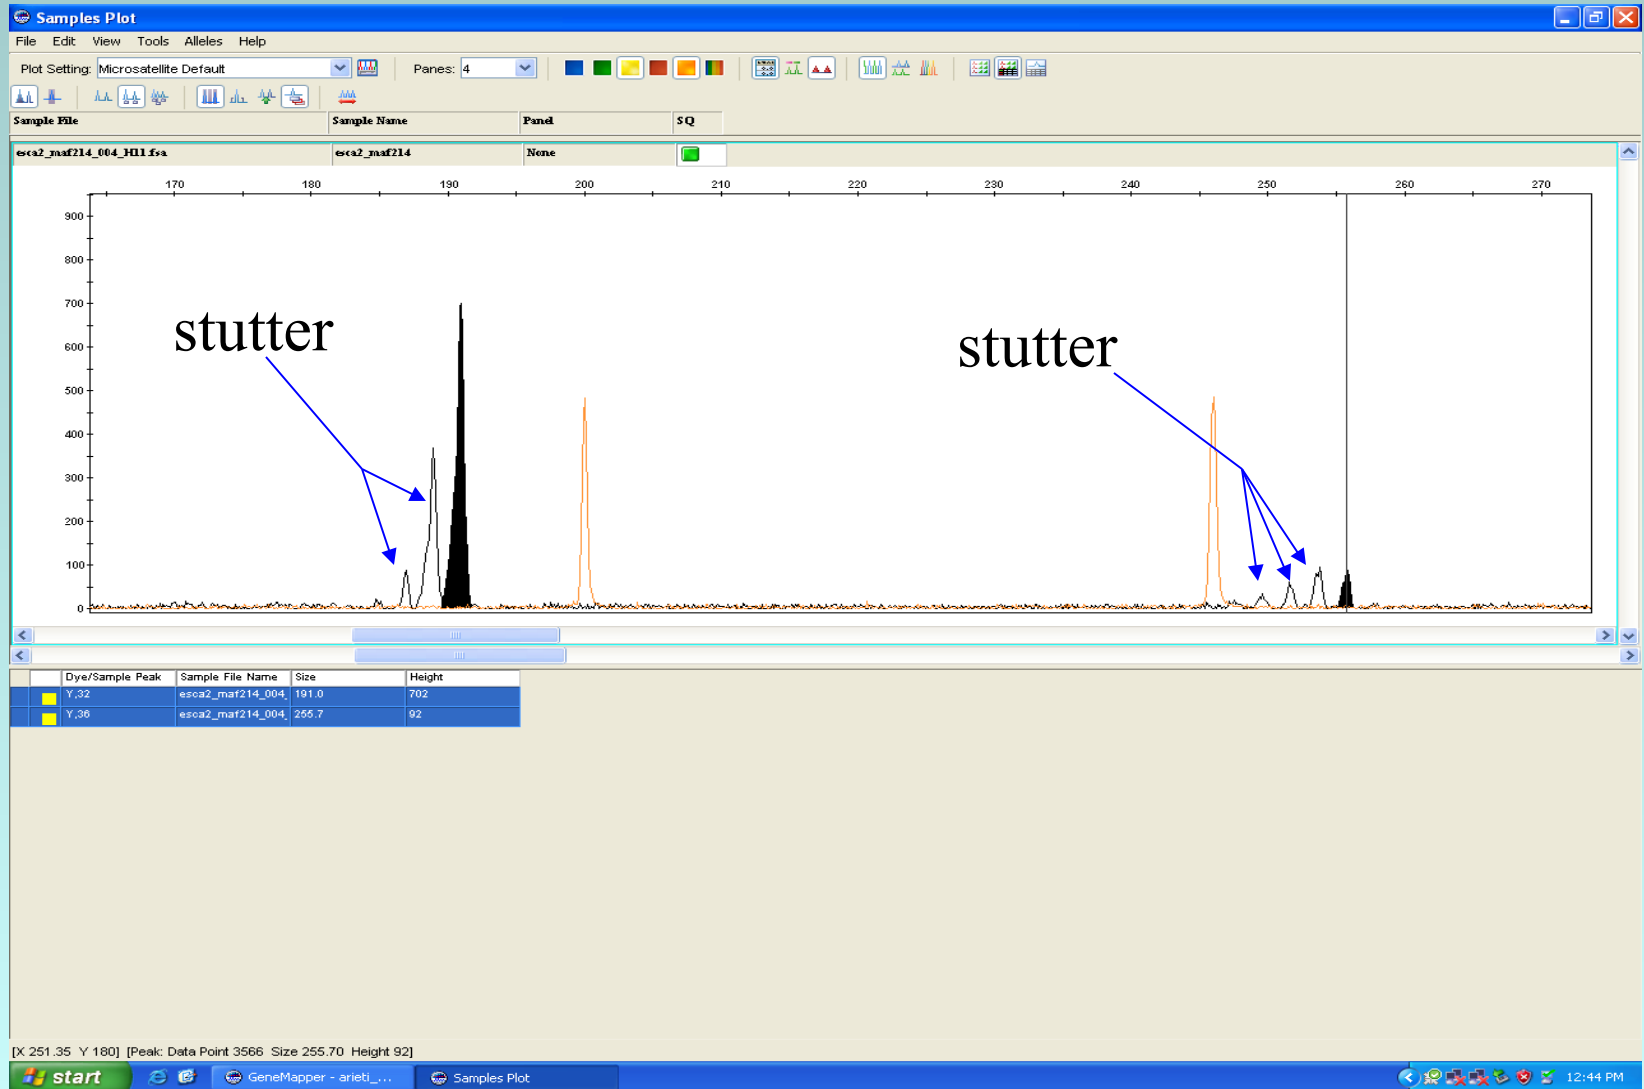 Samples Plot
File Edit View Tools Alleles Help
Plot Setting: Microsatellite Default Panes: 4
Sample File Sample Name Panel SQ
esca2_maf214_004_H11.fsa esca2_maf214 None
170 180 190 200 210 220 230 240 250 260 270
900
800
700
600
500
400
300
200
100
0
stutter
stutter
Dye/Sample Peak Sample File Name Size Height
Y,32 esca2_maf214_004_ 191.0 702
Y,36 esca2_maf214_004_ 255.7 92
[X 251.35 Y 180] [Peak: Data Point 3566 Size 255.70 Height 92]
start GeneMapper - arieti_... Samples Plot 12:44 PM